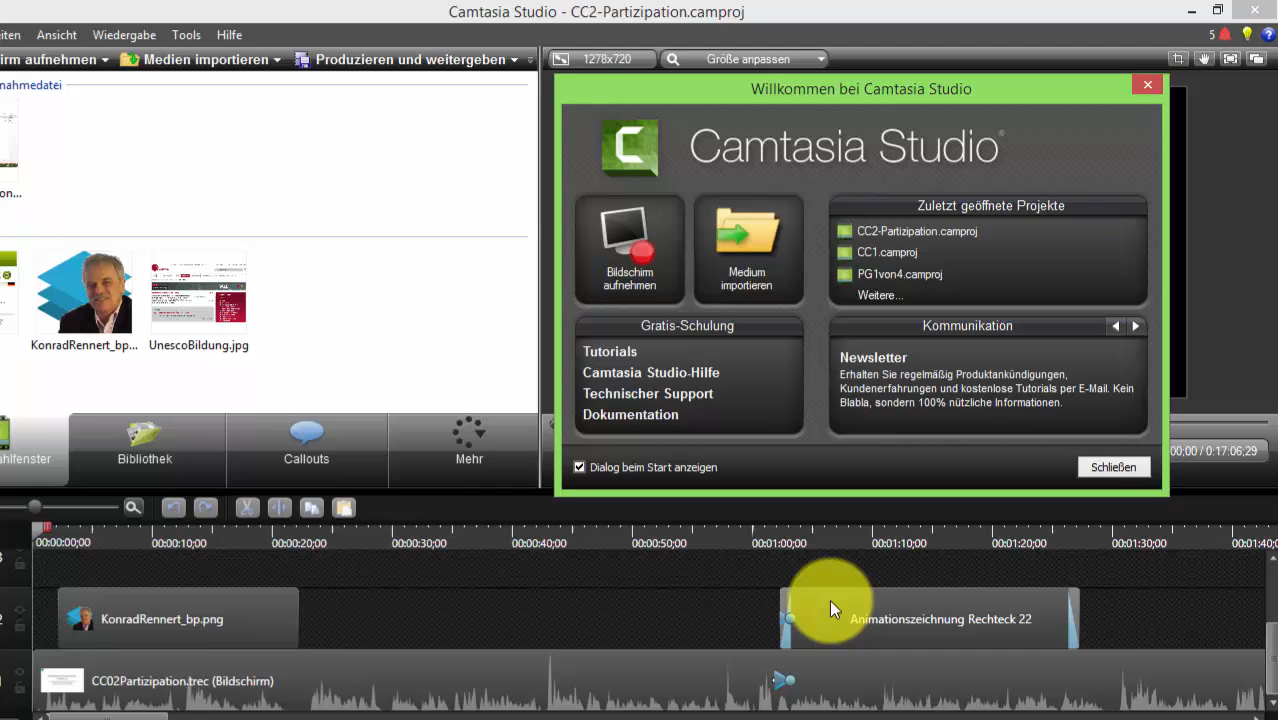 Camtasia Studio - CC2-Partizipation.camproj
eiten Ansicht Wiedergabe Tools Hilfe 5 ?
irm aufnehmen Medien importieren Produzieren und weitergeben 1278x720 Größe anpassen
nahmedatei
Willkommen bei Camtasia Studio
Camtasia Studio®
on...
Zuletzt geöffnete Projekte
CC2-Partizipation.camproj
CC1.camproj
PG1von4.camproj
Weitere...
Bildschirm
aufnehmen
Medium
importieren
KonradRennert_bp... UnescoBildung.jpg
Gratis-Schulung
Tutorials
Camtasia Studio-Hilfe
Technischer Support
Dokumentation
Kommunikation
Newsletter
Erhalten Sie regelmäßig Produktankündigungen,
Kundenerfahrungen und kostenlose Tutorials per E-Mail. Kein
Blabla, sondern 100% nützliche Informationen.
ahlfenster Bibliothek Callouts Mehr
00;00 / 0:17:06;29
Dialog beim Start anzeigen Schließen
00:00:00;00 00:00:10;00 00:00:20;00 00:00:30;00 00:00:40;00 00:00:50;00 00:01:00;00 00:01:10;00 00:01:20;00 00:01:30;00 00:01:40;0
3
2 KonradRennert_bp.png Animationszeichnung Rechteck 22
1 CC02Partizipation.trec (Bildschirm)